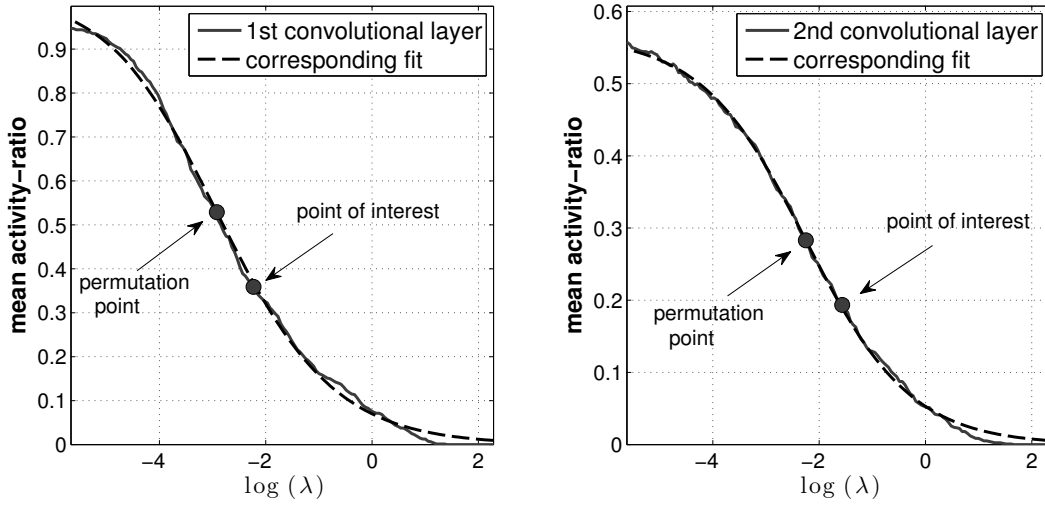 1st convolutional layer
corresponding fit
mean activity-ratio
0.9
0.8
0.7
0.6
0.5
0.4
0.3
0.2
0.1
0
permutation
point
point of interest
−4
−2
0
2
log (λ)
2nd convolutional layer
corresponding fit
mean activity-ratio
0.6
0.5
0.4
0.3
0.2
0.1
0
permutation
point
point of interest
−4
−2
0
2
log (λ)